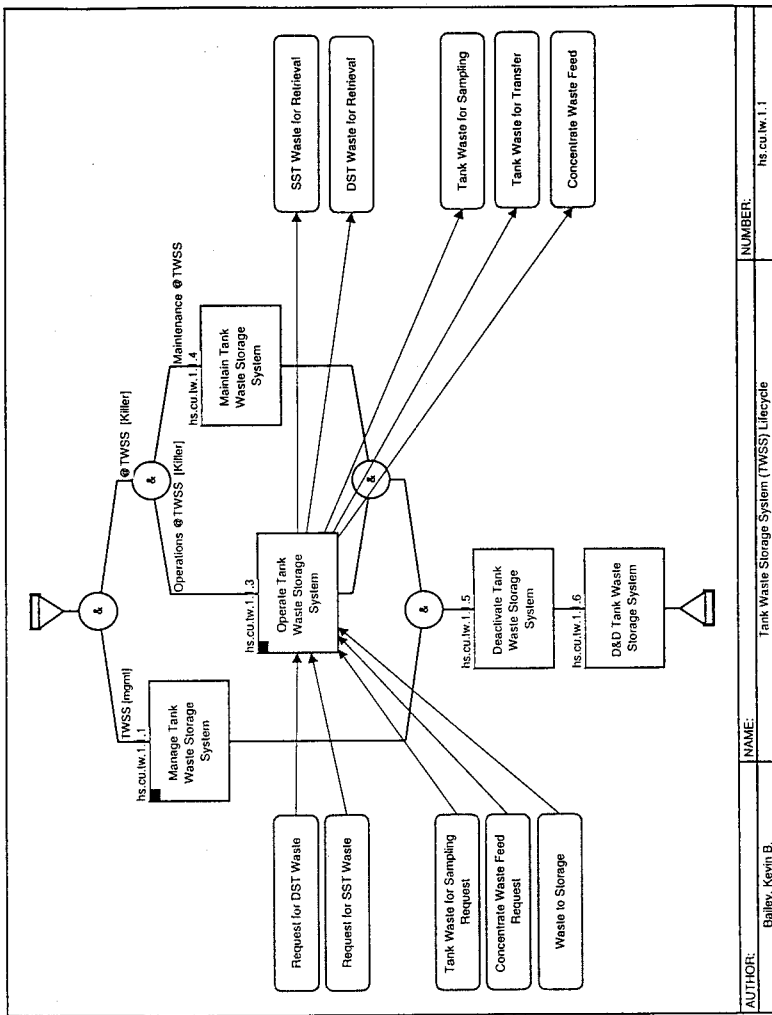 &
TWSS [mgmt]
@TWSS [Killer]
hs.cu.tw.1.1.1
Manage Tank
Waste Storage
System
&
Operations @TWSS [Killer]
Maintenance @TWSS
hs.cu.tw.1.1.3
Operate Tank
Waste Storage
System
hs.cu.tw.1.1.4
Maintain Tank
Waste Storage
System
Request for DST Waste
Request for SST Waste
Tank Waste for Sampling
Request
Concentrate Waste Feed
Request
Waste to Storage
SST Waste for Retrieval
DST Waste for Retrieval
Tank Waste for Sampling
Tank Waste for Transfer
Concentrate Waste Feed
&
&
hs.cu.tw.1.1.5
Deactivate Tank
Waste Storage
System
hs.cu.tw.1.1.6
D&D Tank Waste
Storage System
AUTHOR:
Bailey, Kevin B.
NAME:
Tank Waste Storage System (TWSS) Lifecycle
NUMBER:
hs.cu.tw.1.1